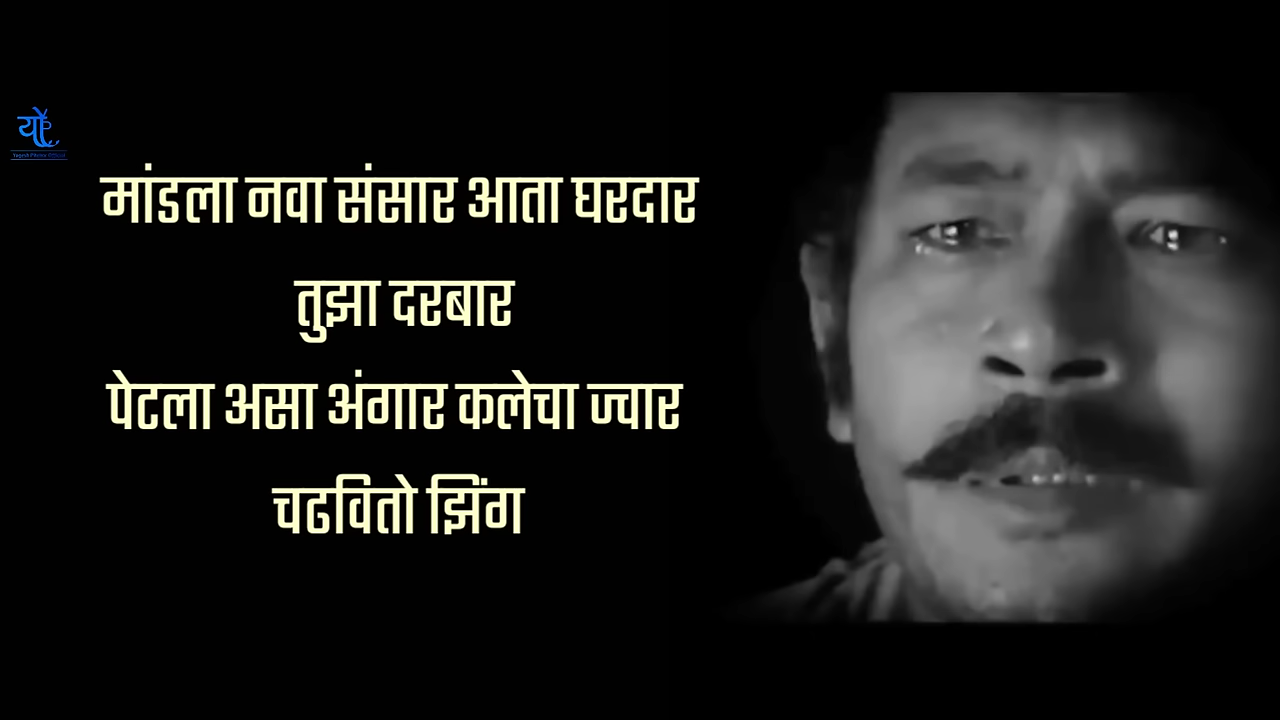 यो
मांडला नवा संसार आता घरदार
तुझा दरबार
पेटला असा अंगार कलेचा ज्वार
चढवितो झिंग